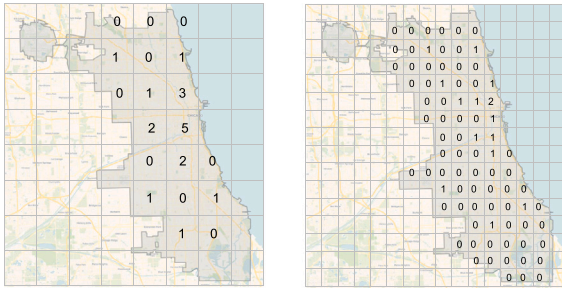 0 0 0
1 0 1
0 1 3
2 5
0 2 0
1 0 1
1 0
0 0 0 0 0 0
0 0 1 0 0 1
0 0 0 0 0 0
0 0 1 0 0 1
0 0 1 1 2
0 0 0 0 1
0 0 1 1
0 0 0 1 0
0 0 0 0 0 0 0
1 0 0 0 0 0
0 0 0 0 0 1 0
0 1 0 0 0
0 0 0 0 0 0
0 0 0 0 0
0 0 0